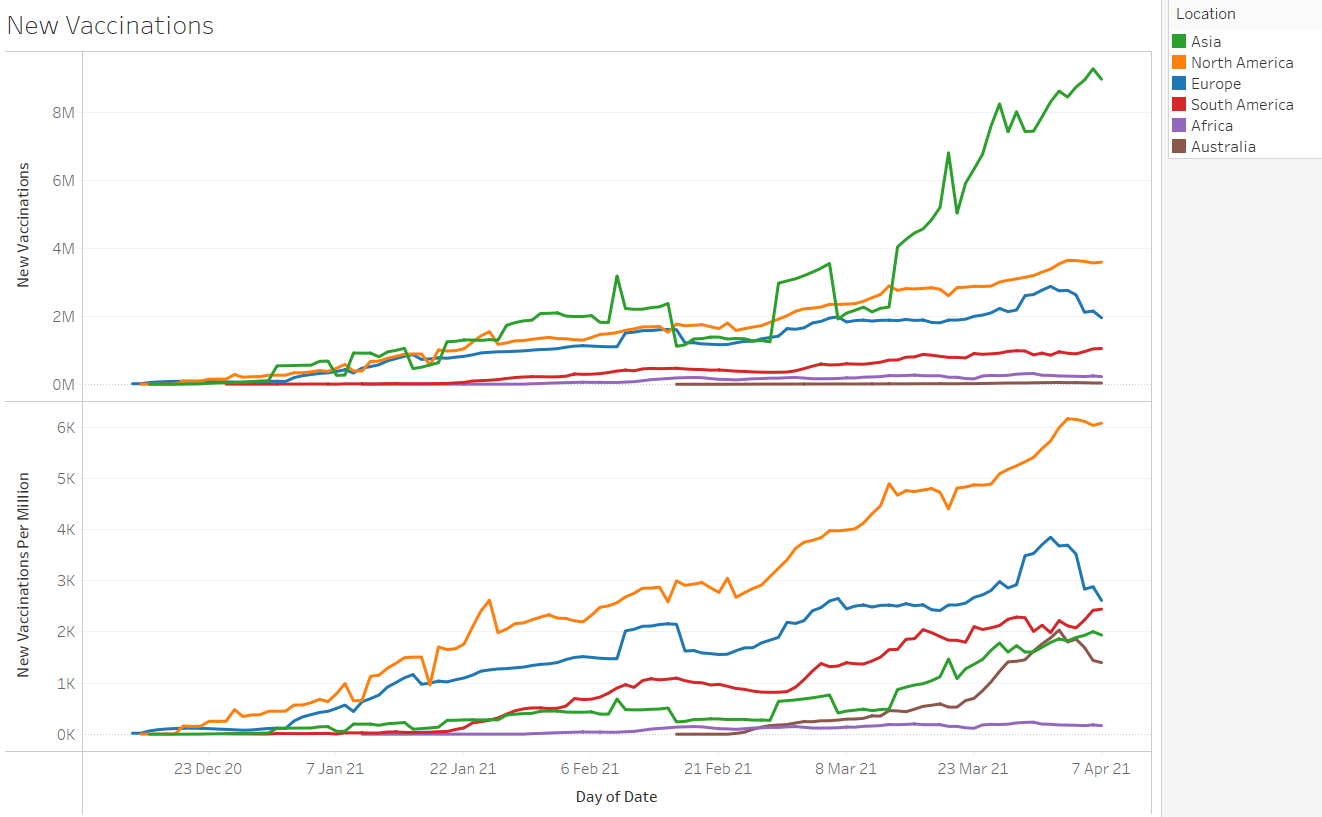 New Vaccinations
Location
Asia
North America
Europe
South America
Africa
Australia
New Vaccinations
8M
6M
4M
2M
0M
New Vaccinations Per Million
6K
5K
4K
3K
2K
1K
0K
23 Dec 20 7 Jan 21 22 Jan 21 6 Feb 21 21 Feb 21 8 Mar 21 23 Mar 21 7 Apr 21
Day of Date